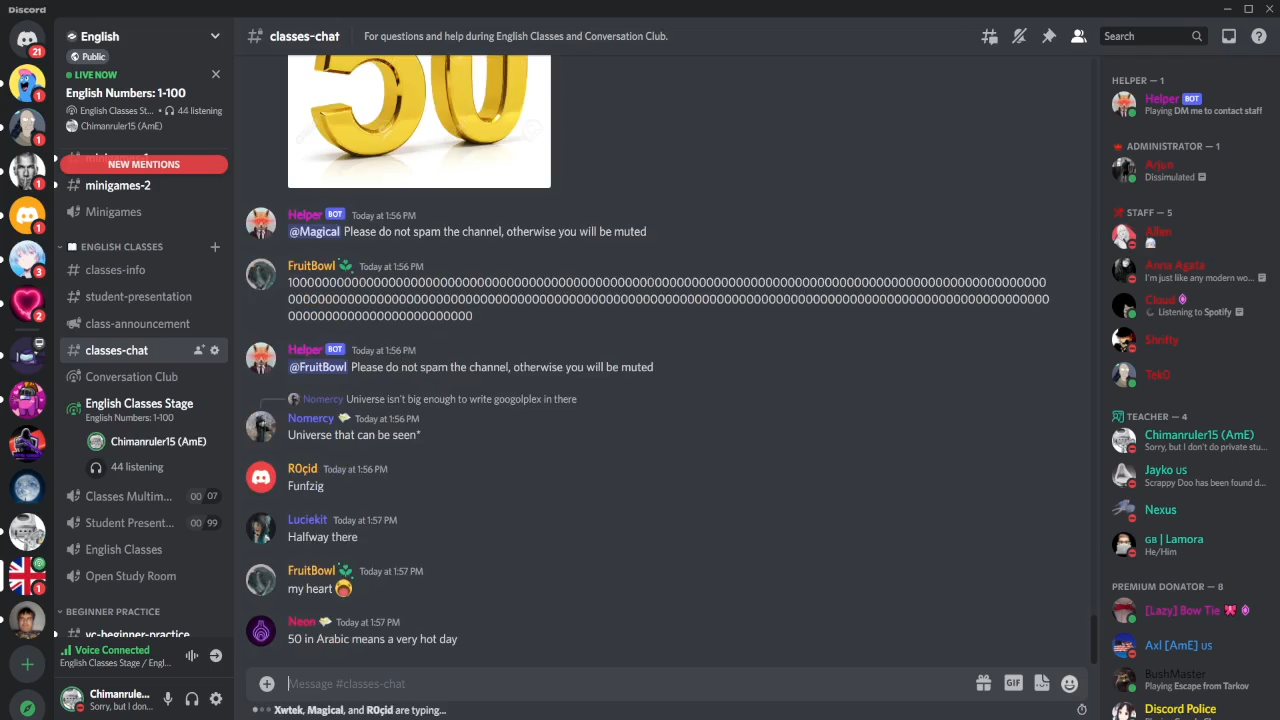 Discord
21
1
1
1
1
3
2
1
English
Public
LIVE NOW
English Numbers: 1-100
English Classes St... • 44 listening
Chimanruler15 (AmE)
NEW MENTIONS
minigames-2
Minigames
ENGLISH CLASSES
classes-info
student-presentation
class-announcement
classes-chat
Conversation Club
English Classes Stage
English Numbers: 1-100
Chimanruler15 (AmE)
44 listening
Classes Multim... 00 07
Student Present... 00 99
English Classes
Open Study Room
BEGINNER PRACTICE
vc-beginner-practice
Voice Connected
English Classes Stage / Engl...
Chimanrule...
Sorry, but I don...
classes-chat For questions and help during English Classes and Conversation Club.
Search
50
Helper BOT Today at 1:56 PM
@Magical Please do not spam the channel, otherwise you will be muted
FruitBowl Today at 1:56 PM
Helper BOT Today at 1:56 PM
@FruitBowl Please do not spam the channel, otherwise you will be muted
Nomercy Universe isn't big enough to write googolplex in there
Nomercy Today at 1:56 PM
Universe that can be seen*
R0çid Today at 1:56 PM
Funfzig
Luciekit Today at 1:57 PM
Halfway there
FruitBowl Today at 1:57 PM
my heart
Neon Today at 1:57 PM
50 in Arabic means a very hot day
Message #classes-chat
GIF
Xwtek, Magical, and R0çid are typing...
HELPER — 1
Helper BOT
Playing DM me to contact staff
ADMINISTRATOR — 1
Arjun
Dissimulated
STAFF — 5
Allen
Anna Agata
I'm just like any modern wo...
Cloud
Listening to Spotify
Shrifty
TekO
TEACHER — 4
Chimanruler15 (AmE)
Sorry, but I don't do private stu...
Jayko us
Scrappy Doo has been found d...
Nexus
GB | Lamora
He/Him
PREMIUM DONATOR — 8
[Lazy] Bow Tie
Axl [AmE] us
BushMaster
Playing Escape from Tarkov
Discord Police